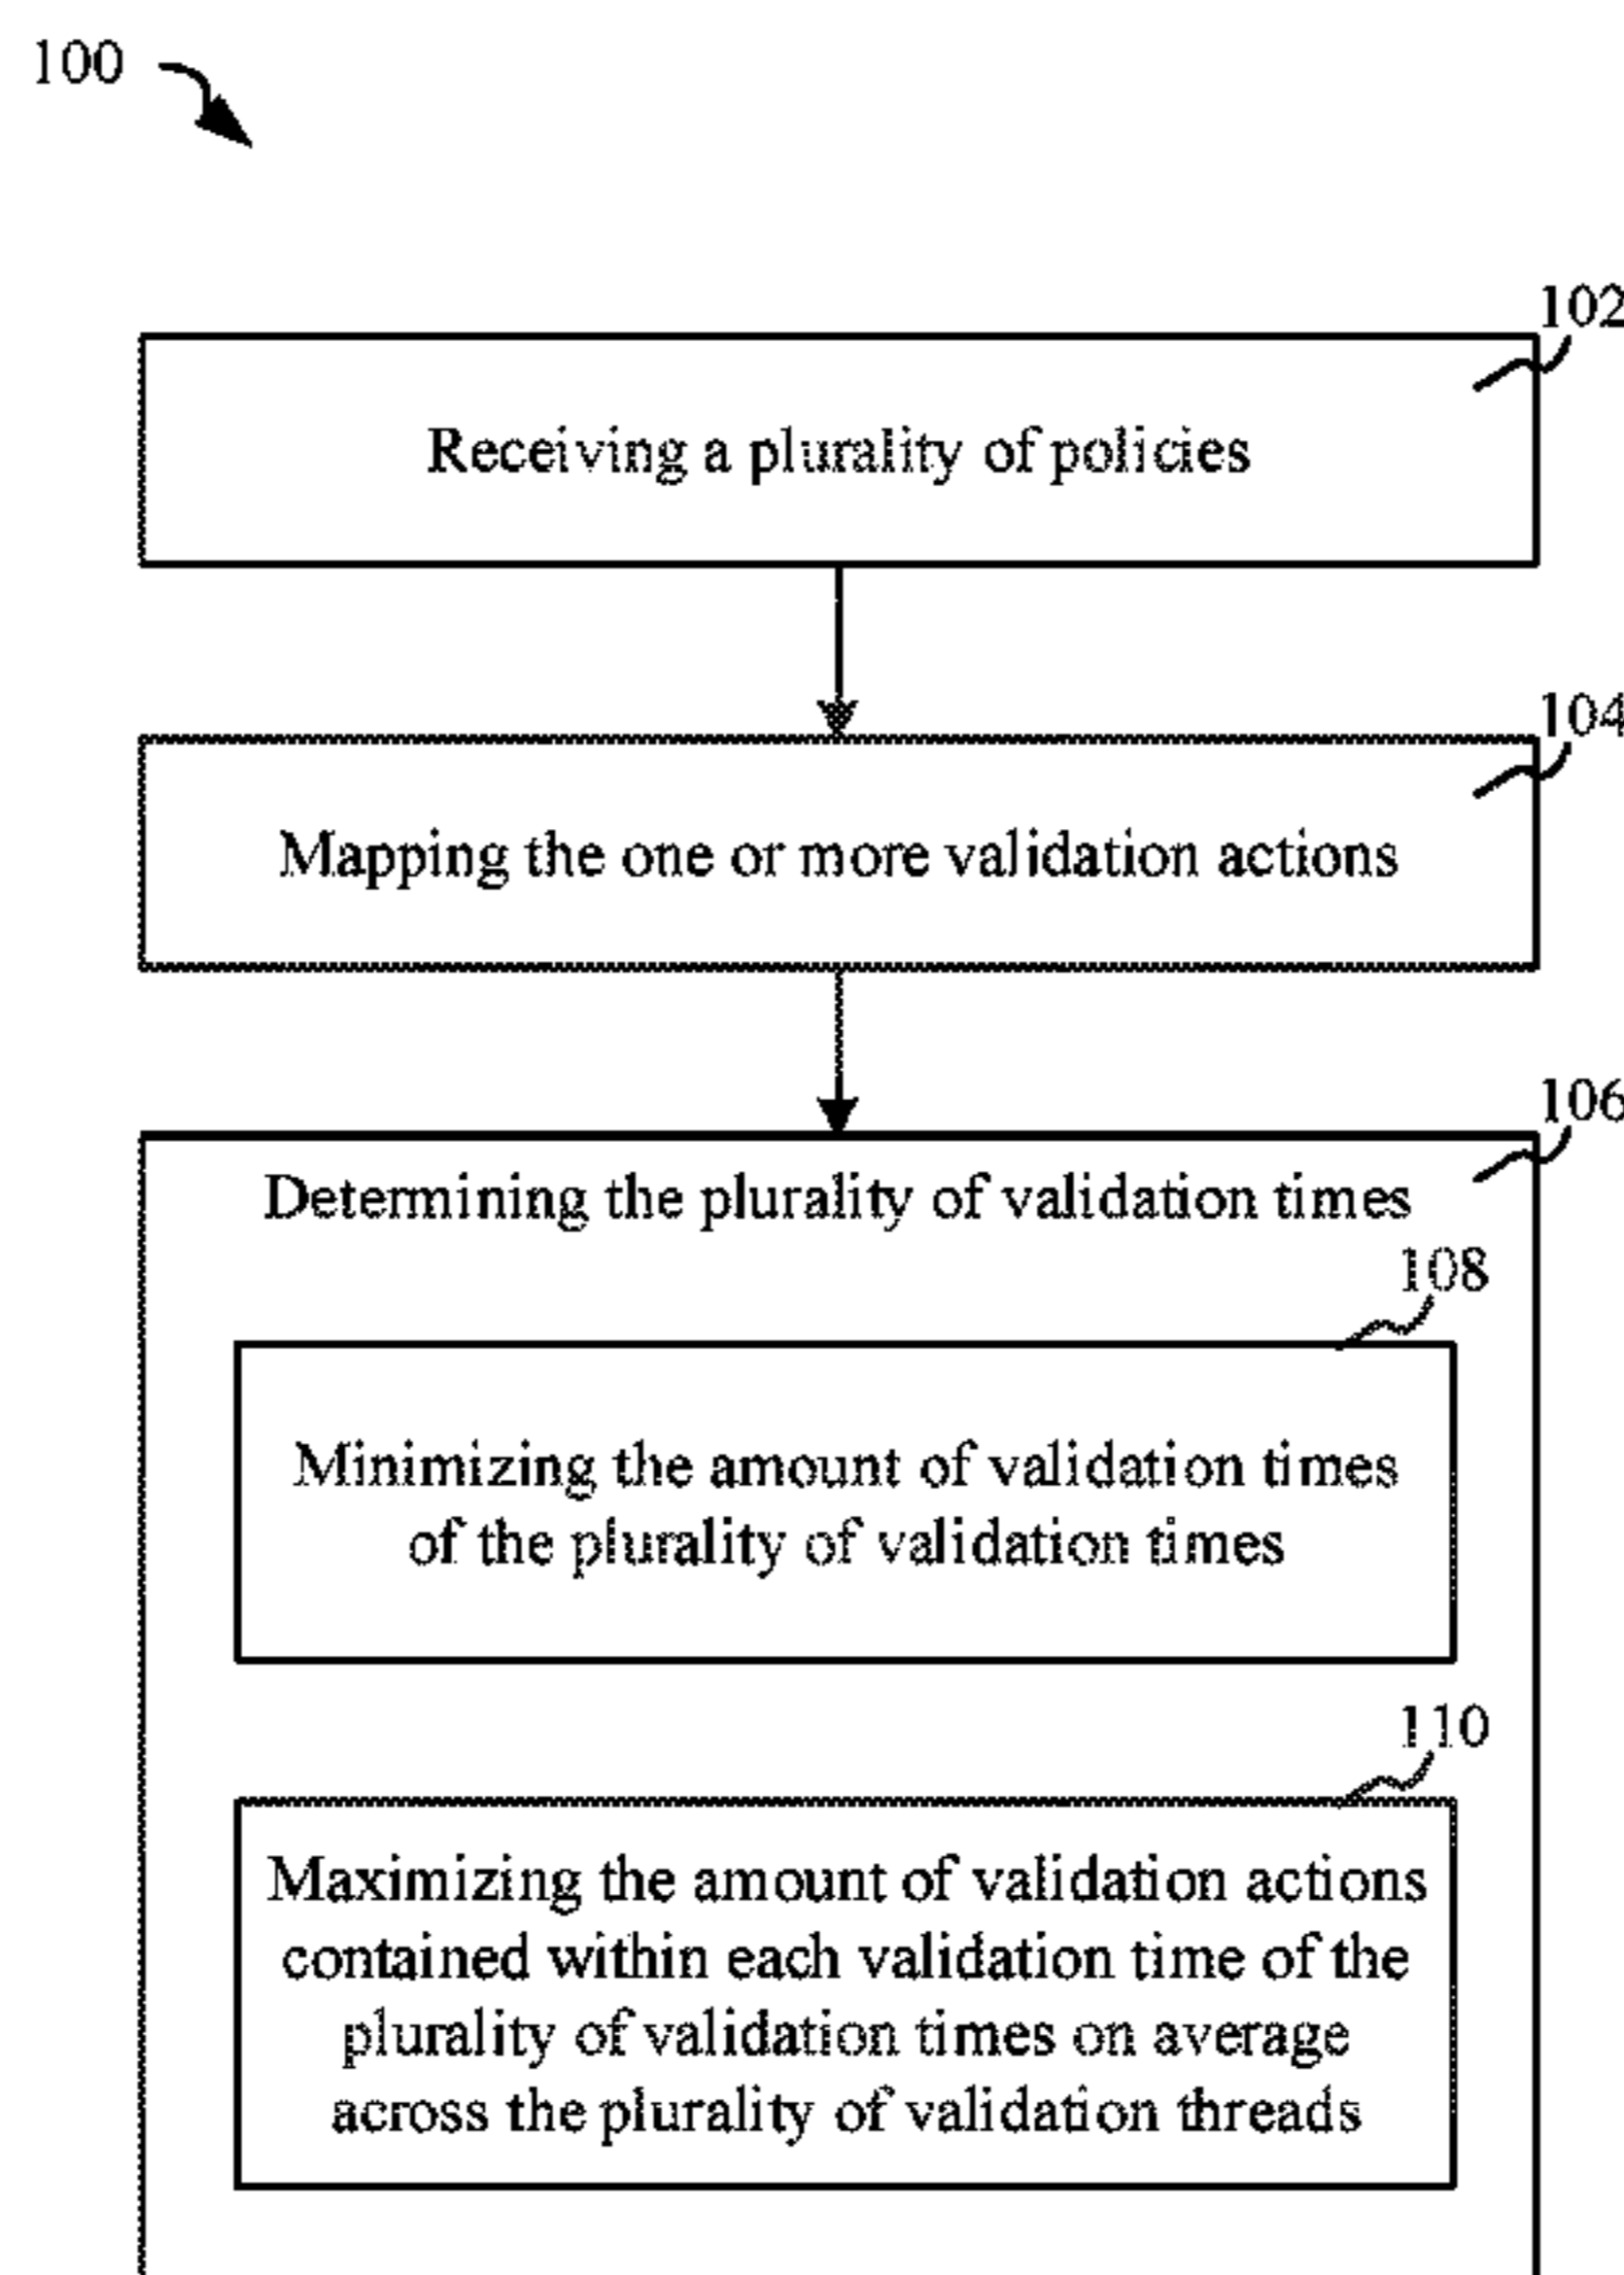 100
102
Receiving a plurality of policies
104
Mapping the one or more validation actions
106
Determining the plurality of validation times
108
Minimizing the amount of validation times
of the plurality of validation times
110
Maximizing the amount of validation actions
contained within each validation time of the
plurality of validation times on average
across the plurality of validation threads